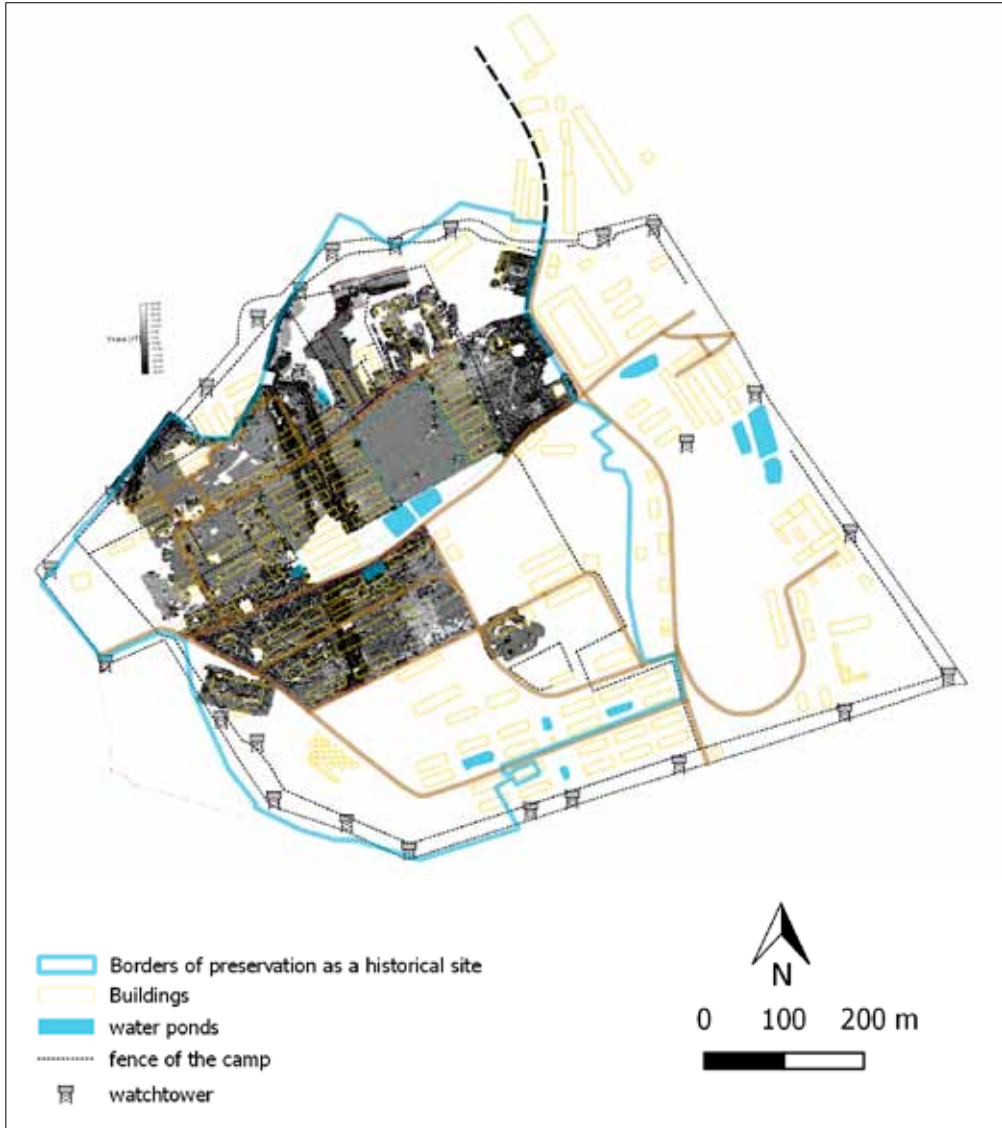 Borders of preservation as a historical site
Buildings
water ponds
fence of the camp
watchtower
N
0 100 200 m